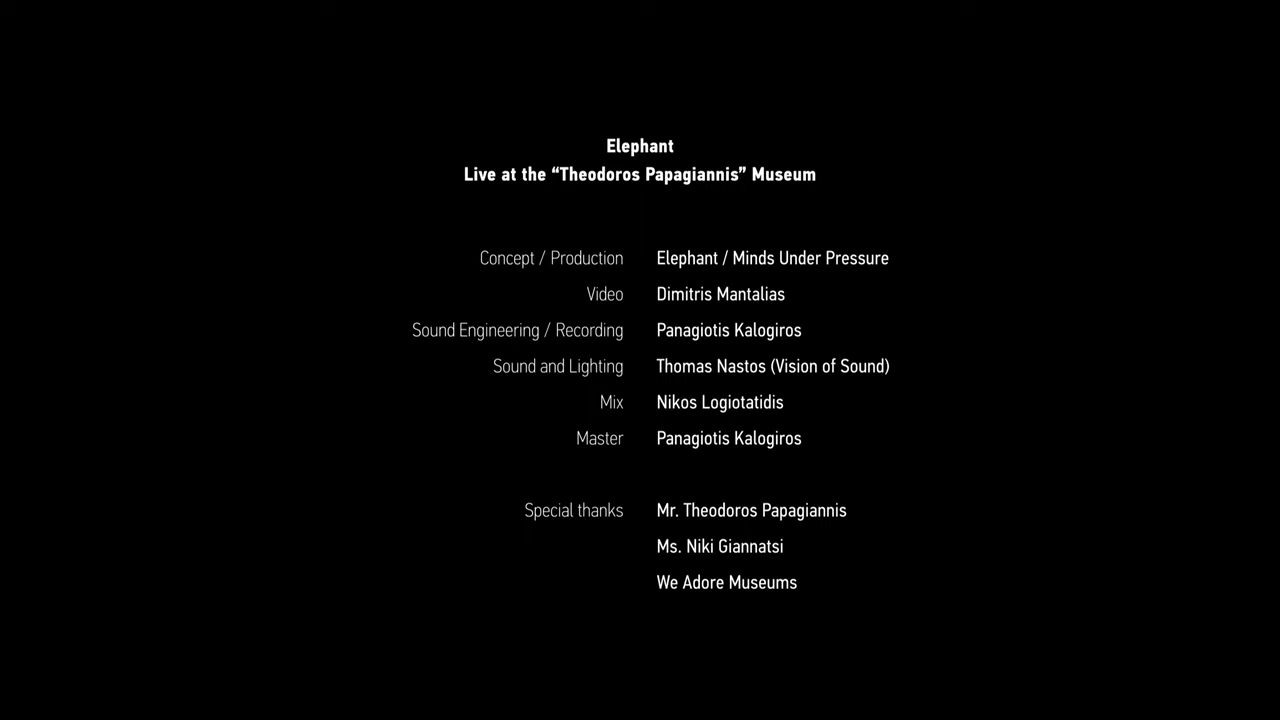 Elephant
Live at the “Theodoros Papagiannis” Museum
Concept / Production Elephant / Minds Under Pressure
Video Dimitris Mantalias
Sound Engineering / Recording Panagiotis Kalogiros
Sound and Lighting Thomas Nastos (Vision of Sound)
Mix Nikos Logiotatidis
Master Panagiotis Kalogiros
Special thanks Mr. Theodoros Papagiannis
Ms. Niki Giannatsi
We Adore Museums